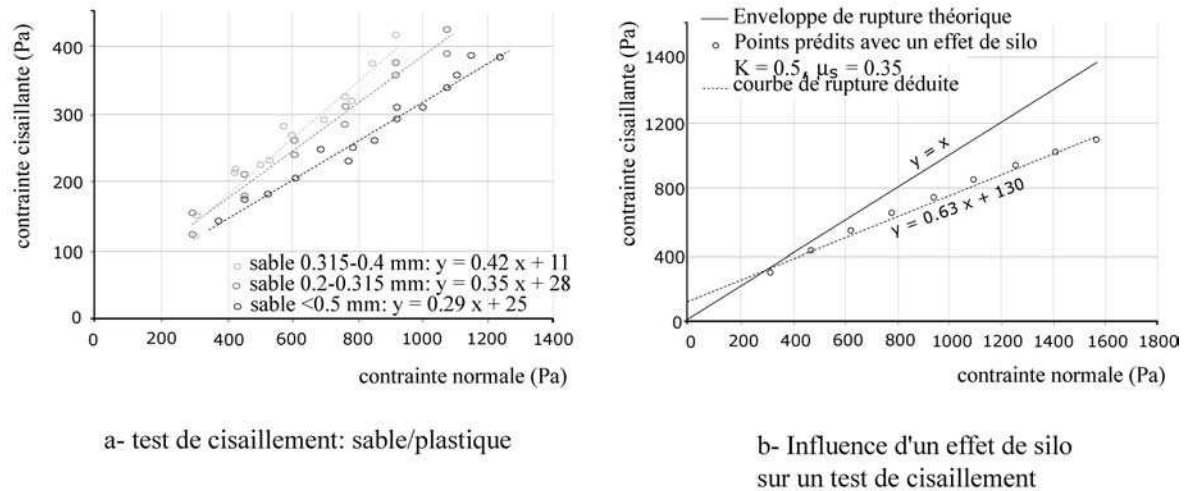 contrainte cisaillante (Pa)
400
300
200
100
0
sable 0.315-0.4 mm: y = 0.42 x + 11
sable 0.2-0.315 mm: y = 0.35 x + 28
sable <0.5 mm: y = 0.29 x + 25
0 200 400 600 800 1000 1200 1400
contrainte normale (Pa)
a- test de cisaillement: sable/plastique
Enveloppe de rupture théorique
Points prédits avec un effet de silo
K = 0.5, μs = 0.35
courbe de rupture déduite
contrainte cisaillante (Pa)
1400
1200
800
400
0
y = x
y = 0.63 x + 130
0 200 400 600 800 1000 1200 1400 1600 1800
contrainte normale (Pa)
b- Influence d'un effet de silo
sur un test de cisaillement